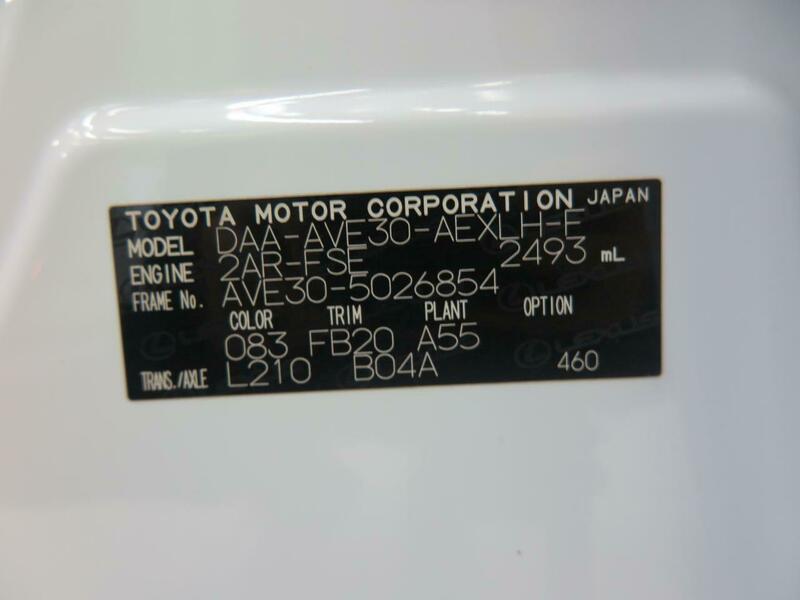 TOYOTA MOTOR CORPORATION JAPAN
MODEL DAA-AVE30-AEXLH-F
ENGINE 2AR-FSE 2493 mL
FRAME No. AVE30-5026854
COLOR TRIM PLANT OPTION
083 FB20 A55
TRANS./AXLE L210 B04A 460
LEXUS